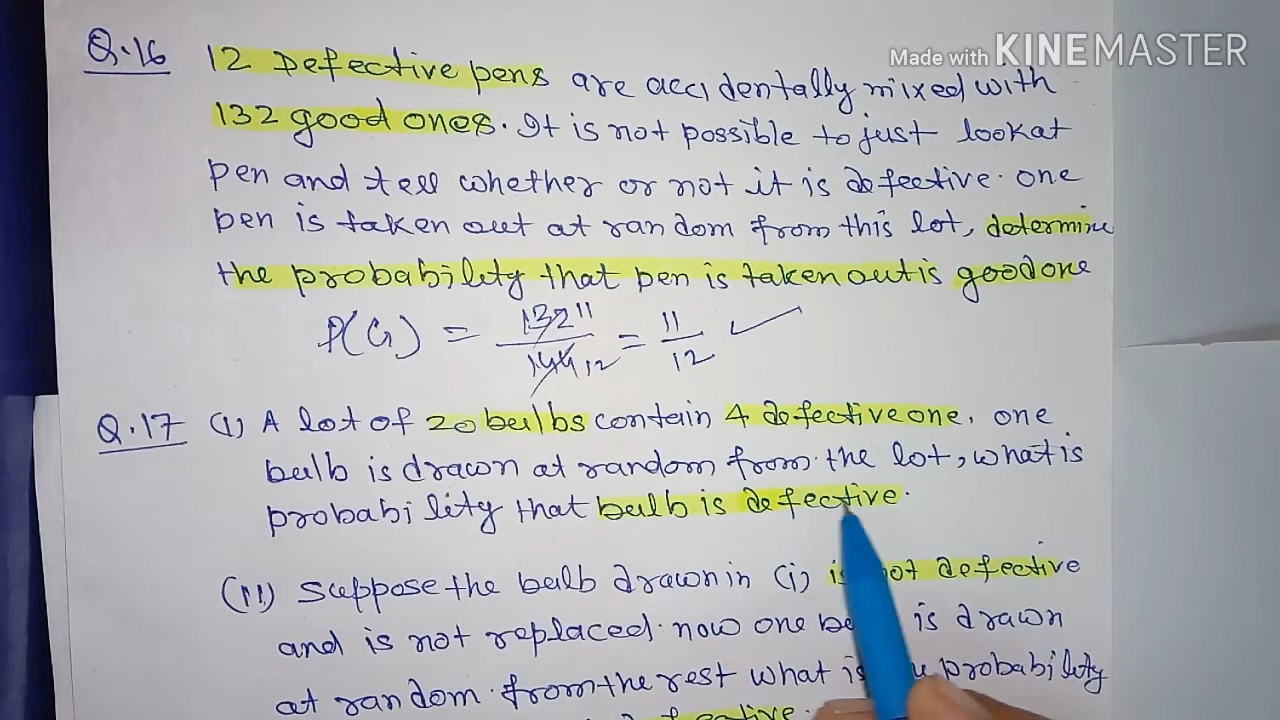 Made with KINEMASTER
Q.16 12 Defective pens are accidentally mixed with
132 good ones. It is not possible to just look at
pen and tell whether or not it is defective. one
pen is taken out at random from this lot, determine
the probability that pen is taken out is good one
P(G) = 132 11 / 144 12 = 11/12 ✓
Q.17 (I) A lot of 20 bulbs contain 4 defective one, one
bulb is drawn at random from the lot, what is
probability that bulb is defective.
(II) Suppose the bulb drawn in (i) is not defective
and is not replaced. now one is drawn
at random from the rest what is probability